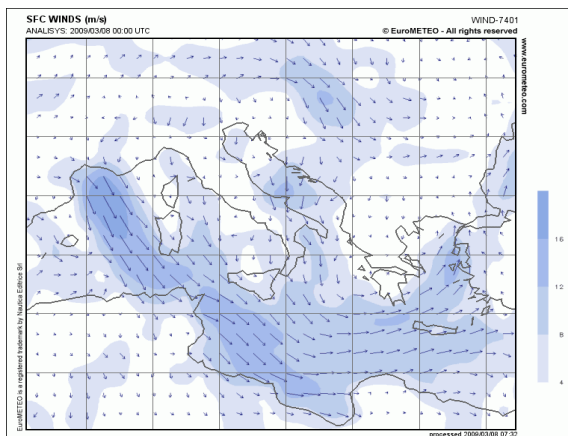 SFC WINDS (m/s)
WIND-7401
ANALISYS: 2009/03/08 00:00 UTC
© EuroMETEO - All rights reserved
www.eurometeo.com
16
12
8
4
EuroMETEO is a registered trademark by Nautica Editrice Srl
processed 2009/03/08 07:32